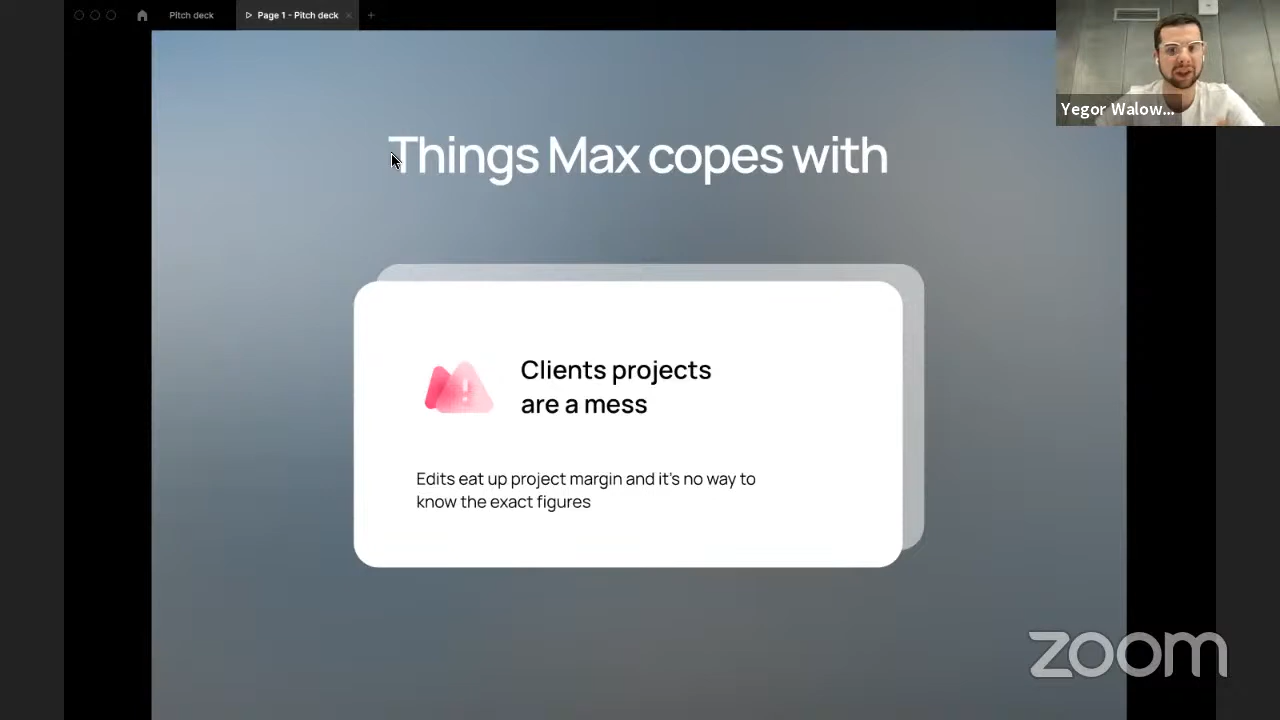 Pitch deck
Page 1 - Pitch deck
Yegor Walow...
Things Max copes with
Clients projects
are a mess
Edits eat up project margin and it's no way to
know the exact figures
zoom